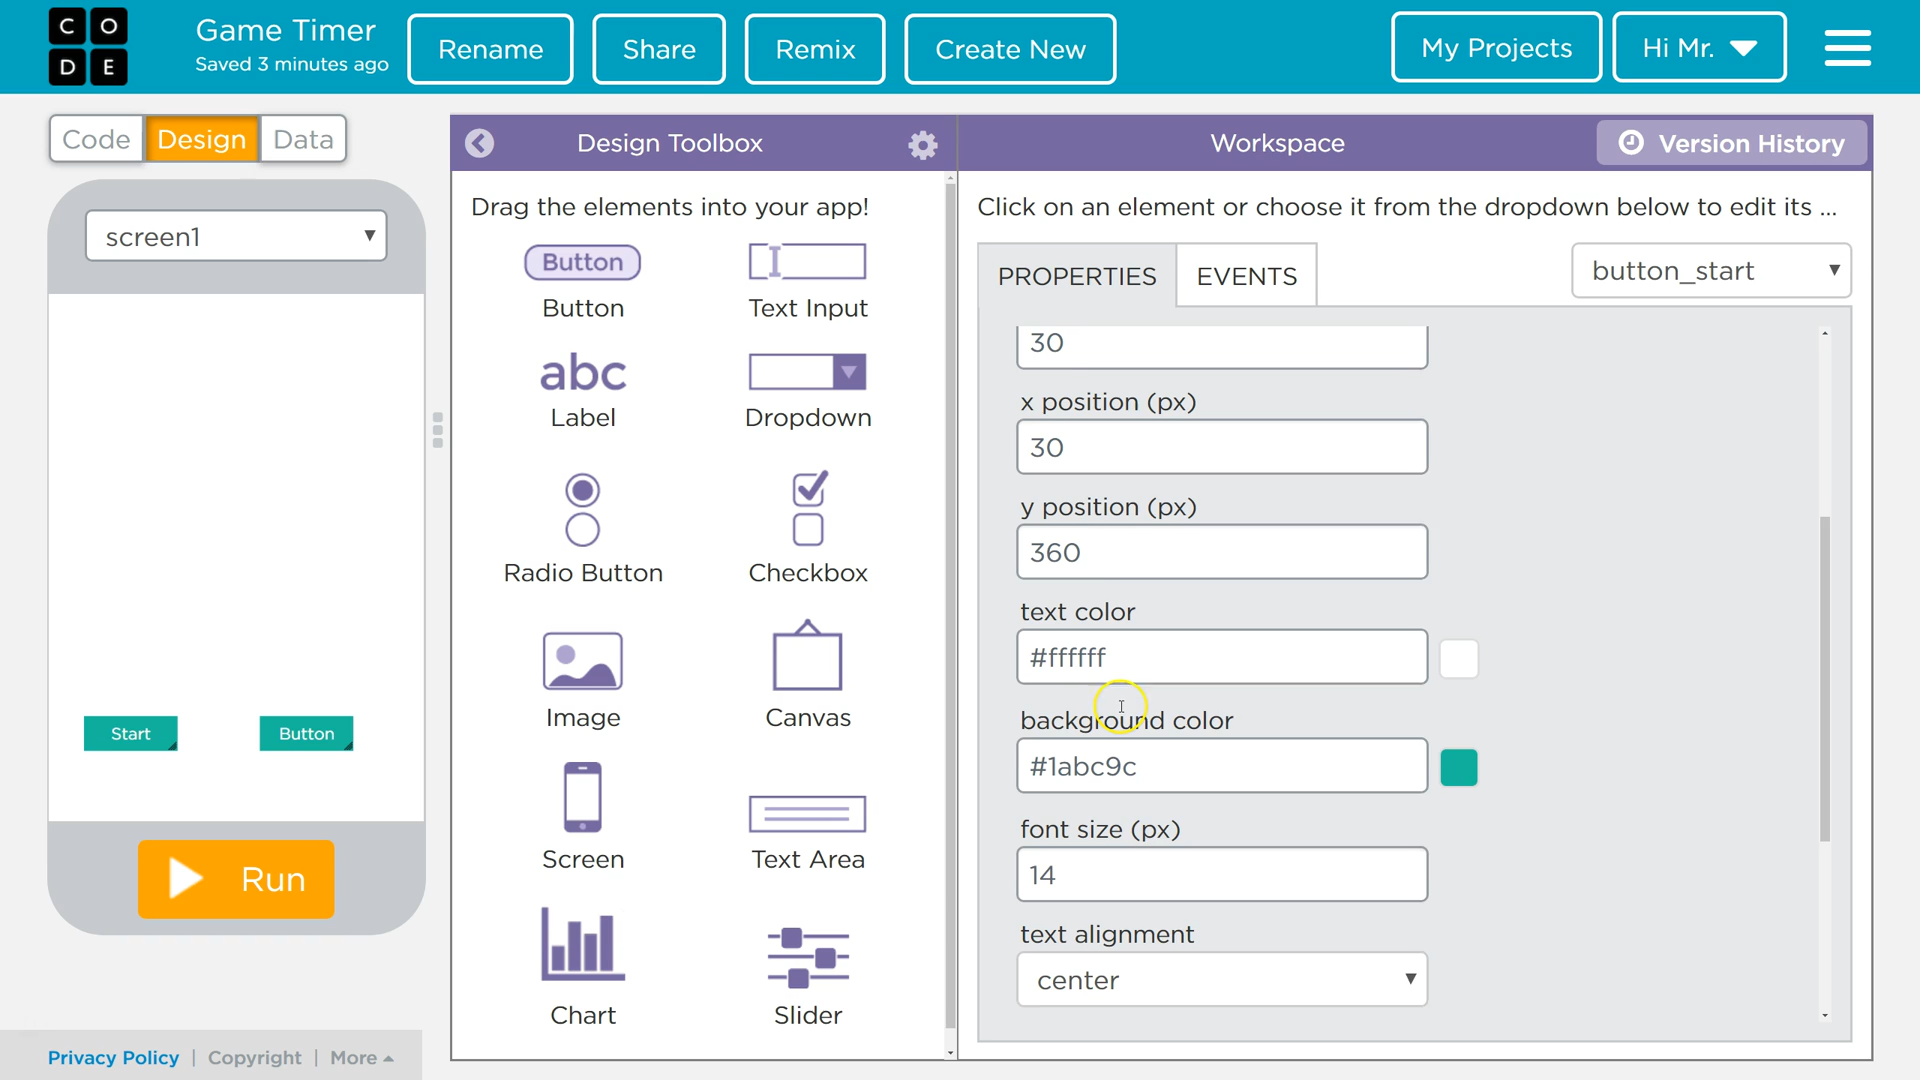 C O
D E
Game Timer
Saved 3 minutes ago
Rename
Share
Remix
Create New
My Projects
Hi Mr.
Code
Design
Data
Design Toolbox
Workspace
Version History
screen1
Start
Button
Run
Drag the elements into your app!
Button
Button
Text Input
abc
Label
Dropdown
Radio Button
Checkbox
Image
Canvas
Screen
Text Area
Chart
Slider
Click on an element or choose it from the dropdown below to edit its ...
PROPERTIES
EVENTS
button_start
30
x position (px)
30
y position (px)
360
text color
#ffffff
background color
#1abc9c
font size (px)
14
text alignment
center
Privacy Policy | Copyright | More